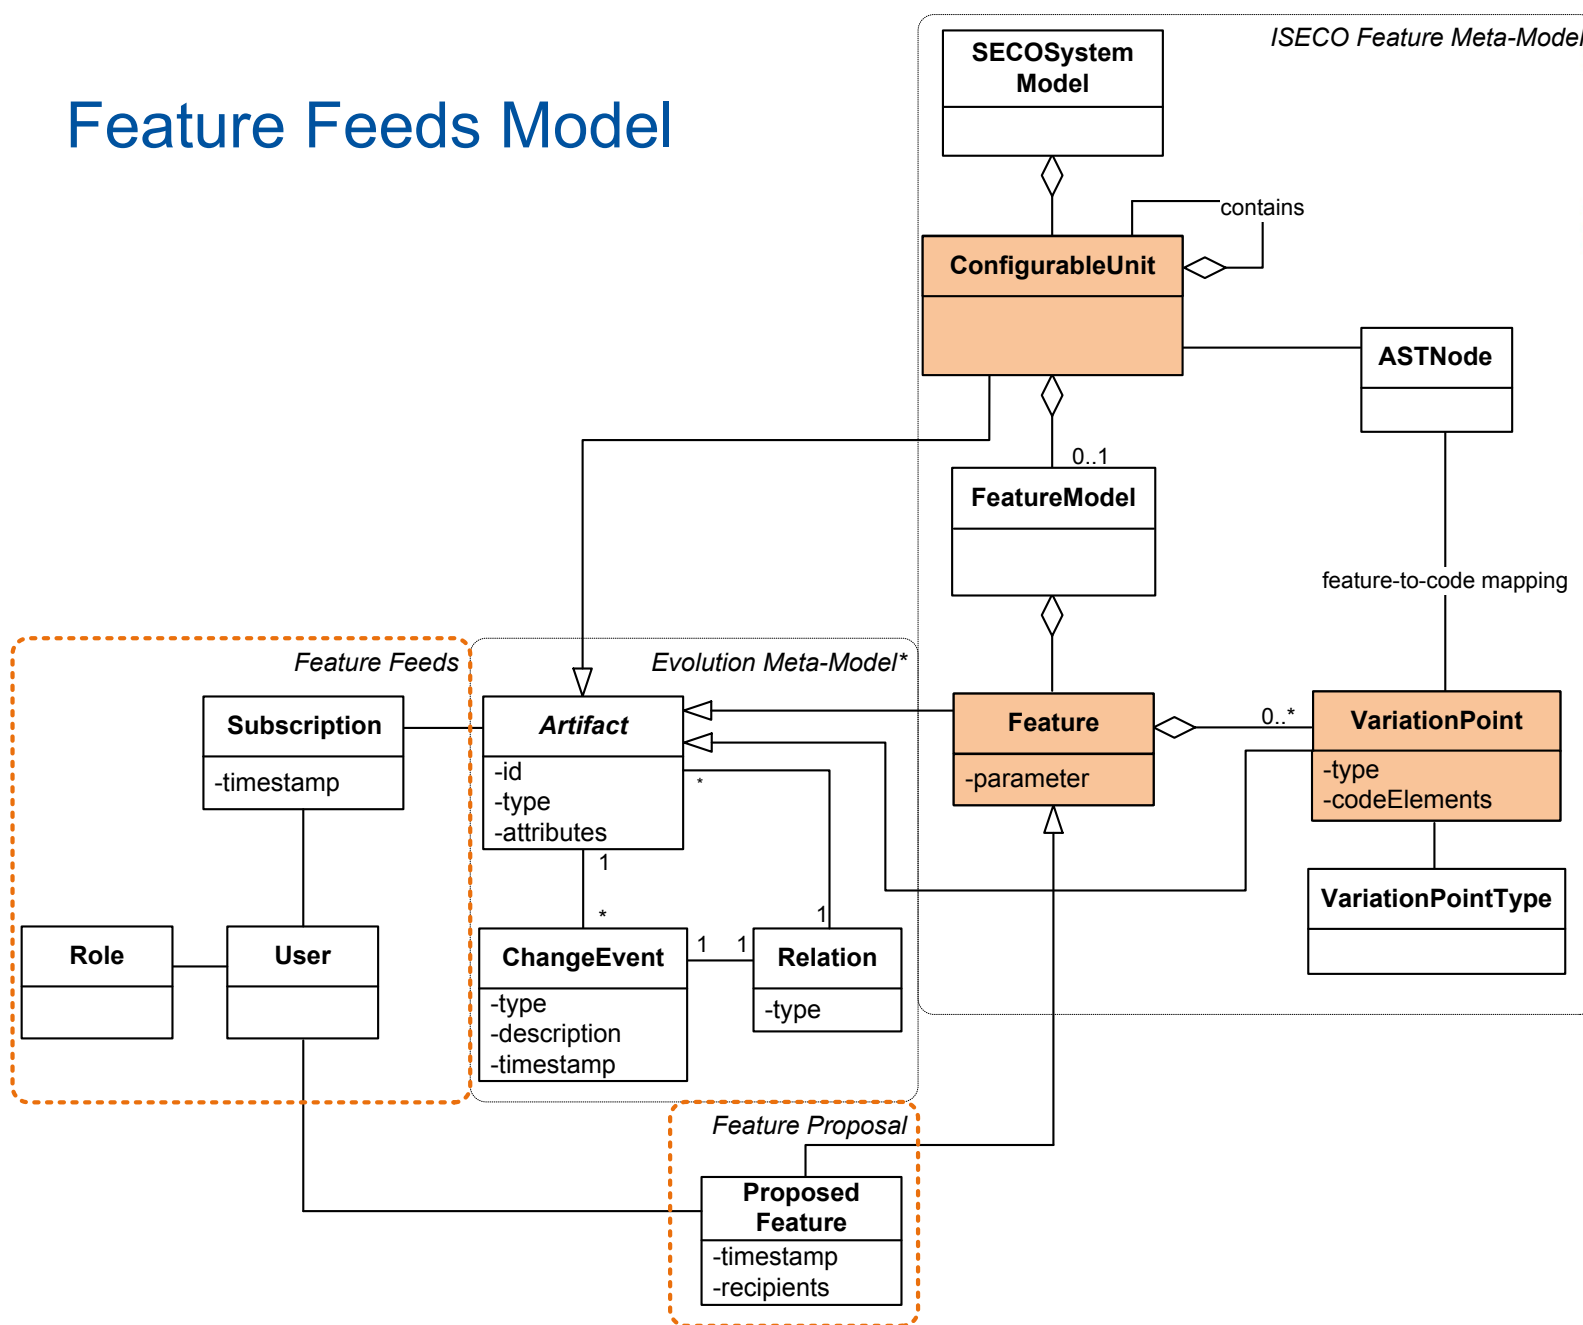 ISECO Feature Meta-Model
SECOSystem
Model
Feature Feeds Model
contains
ConfigurableUnit
ASTNode
0..1
FeatureModel
feature-to-code mapping
Feature Feeds
Evolution Meta-Model*
Subscription
-timestamp
Artifact
-id
-type
-attributes
*
1
Feature
-parameter
0..*
VariationPoint
-type
-codeElements
VariationPointType
*
1
Role
User
ChangeEvent
-type
-description
-timestamp
1
1
Relation
-type
Feature Proposal
Proposed
Feature
-timestamp
-recipients